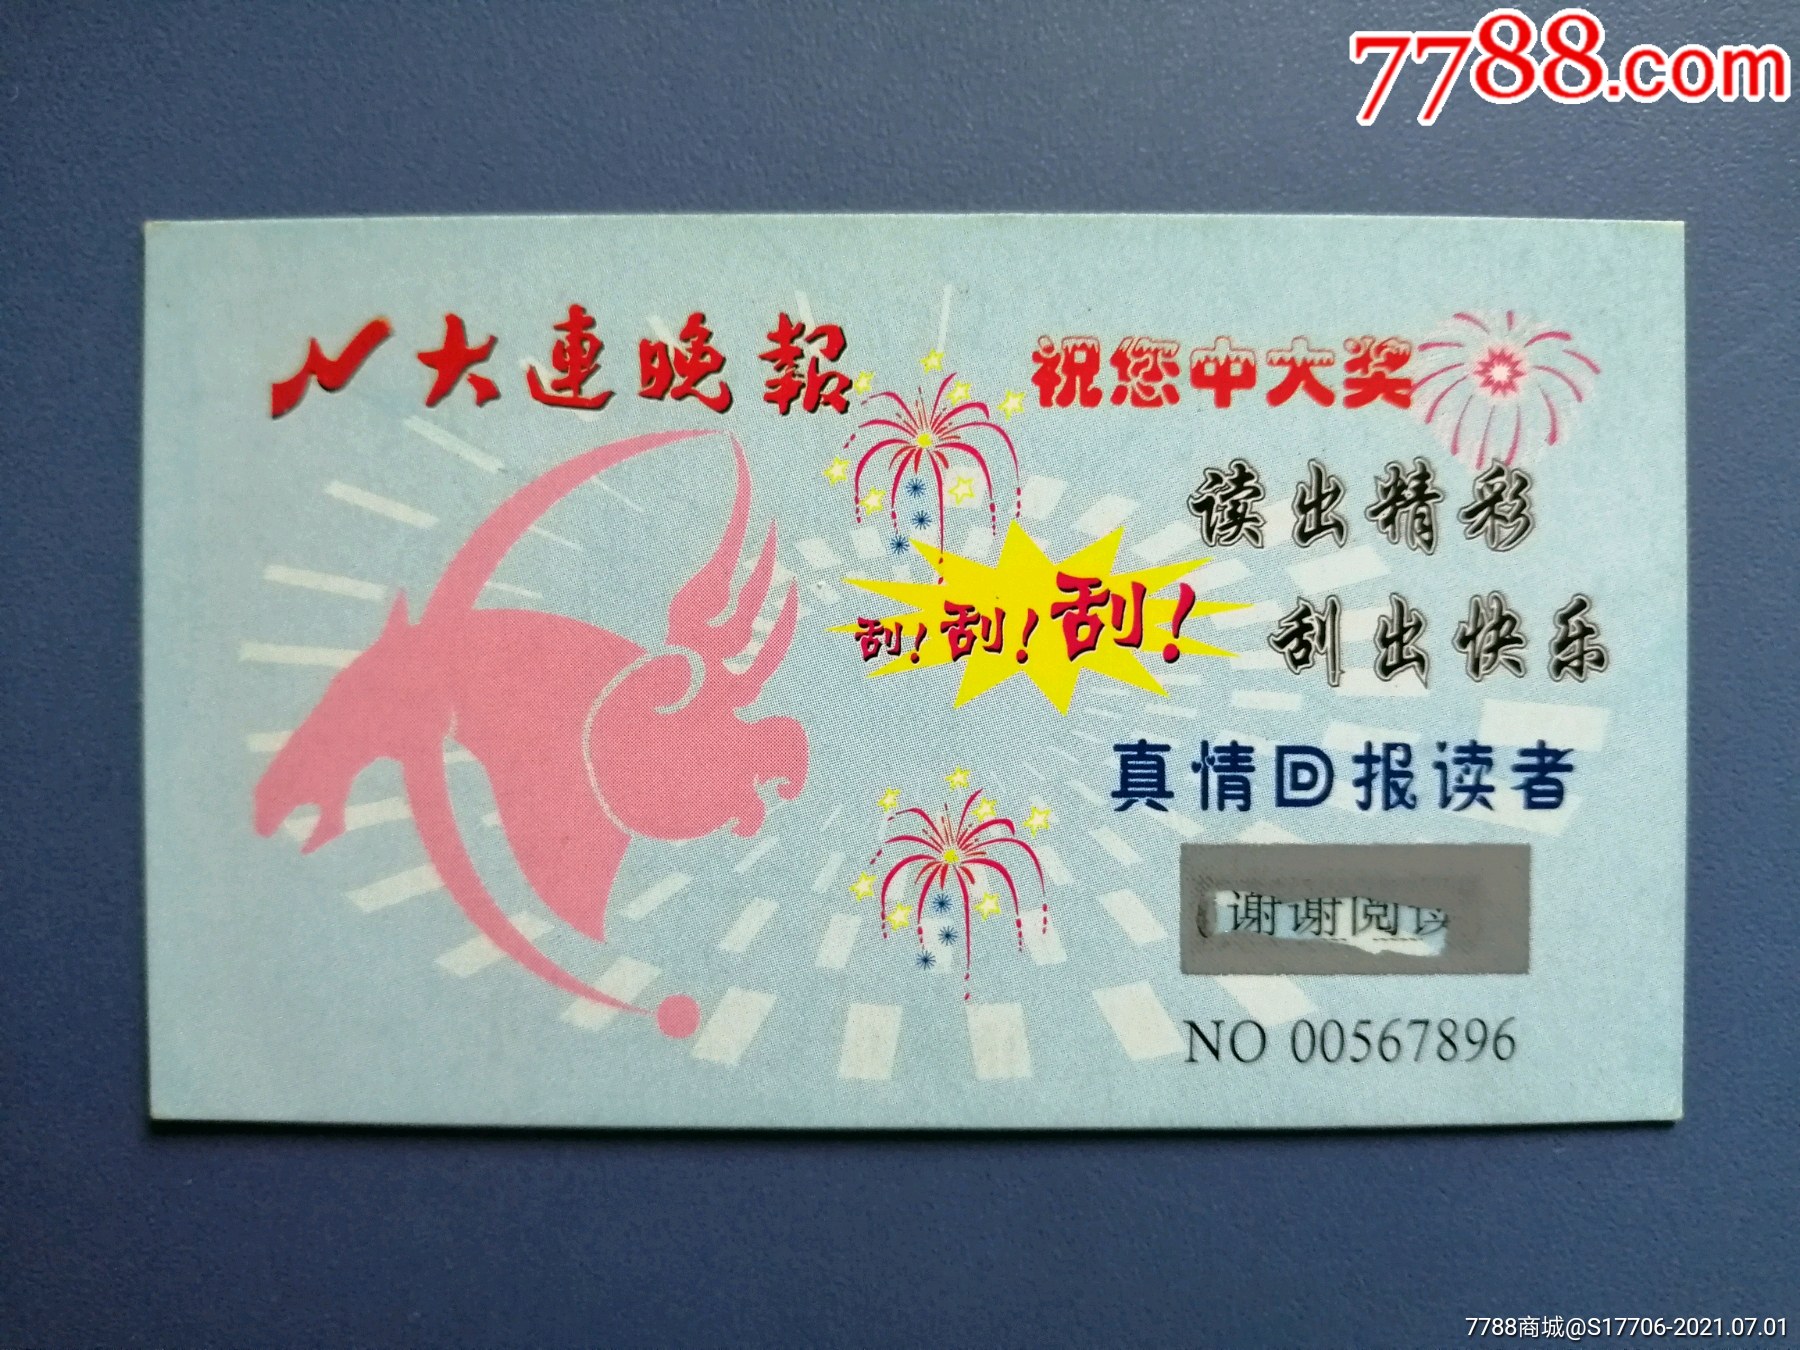 7788.com
大連晚報
祝您中大奖
读出精彩
刮！刮！刮！
刮出快乐
真情回报读者
谢谢阅读
NO 00567896
7788商城@S17706-2021.07.01